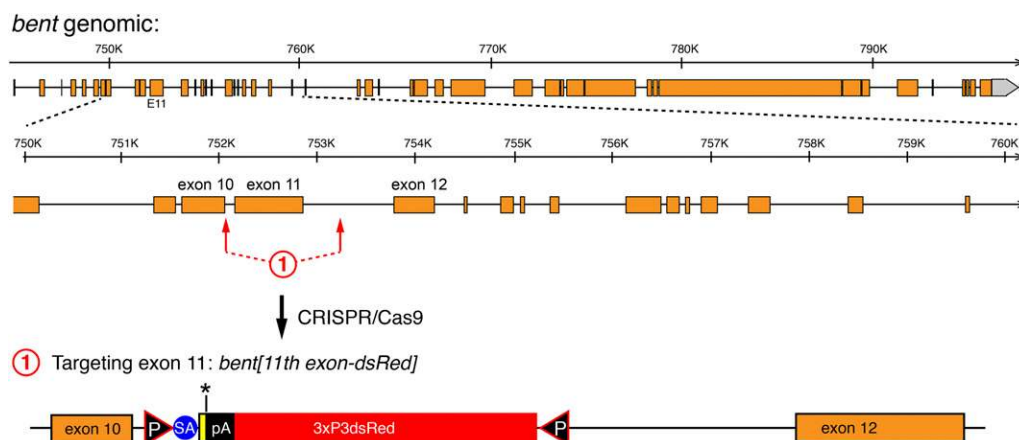 bent genomic:
750K 760K 770K 780K 790K
E11
750K 751K 752K 753K 754K 755K 756K 757K 758K 759K 760K
exon 10 exon 11 exon 12
1
CRISPR/Cas9
1 Targeting exon 11: bent[11th exon-dsRed]
*
exon 10 P SA pA 3xP3dsRed P exon 12